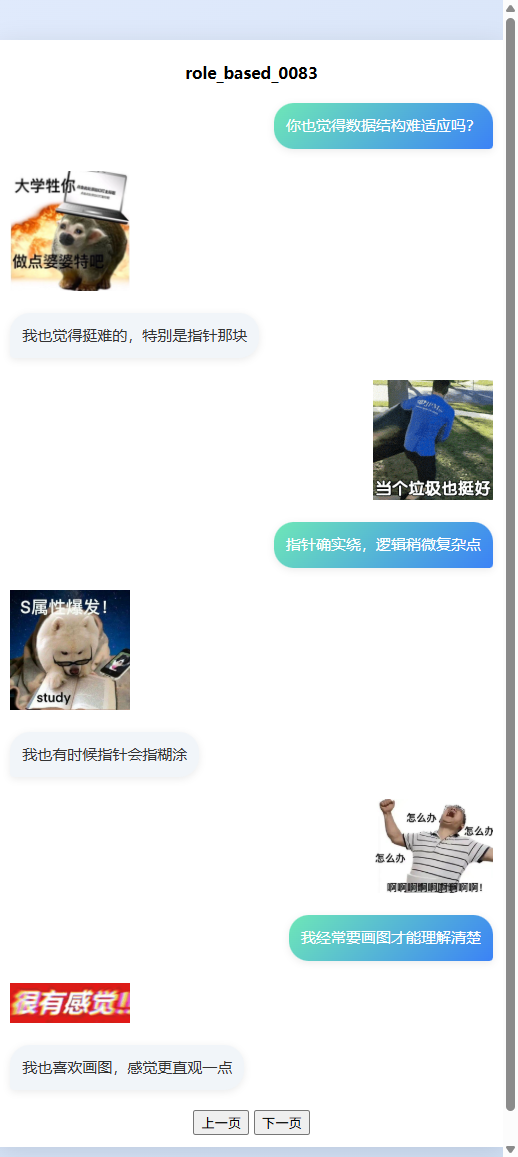 role_based_0083
你也觉得数据结构难适应吗？
大学牲你
做点婆婆特吧
我也觉得挺难的，特别是指针那块
当个垃圾也挺好
指针确实绕，逻辑稍微复杂点
S属性爆发！
study
我也有时候指针会指糊涂
怎么办
怎么办
怎么办
啊啊啊啊啊啊啊啊！
我经常要画图才能理解清楚
很有感觉!!
我也喜欢画图，感觉更直观一点
上一页 下一页